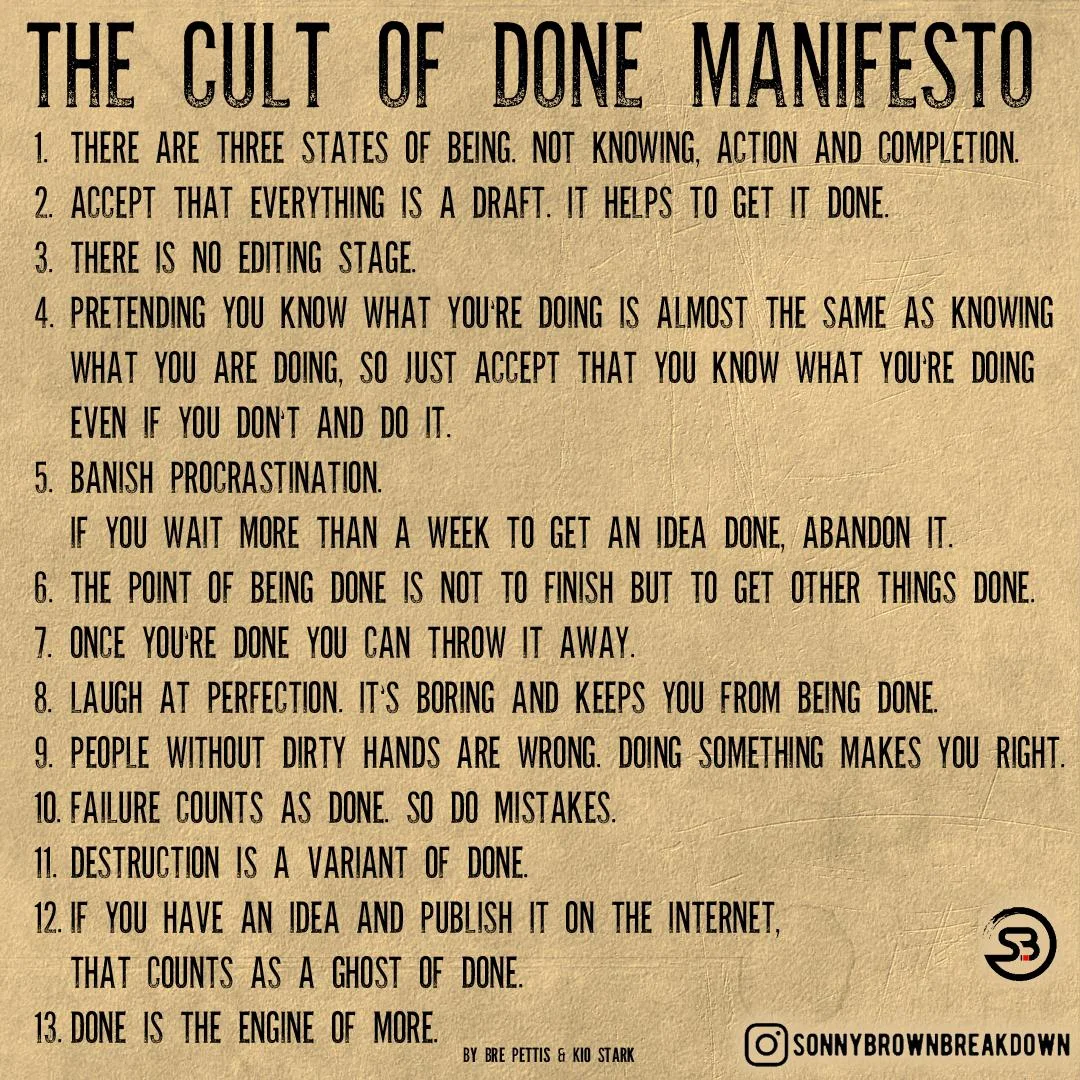 THE CULT OF DONE MANIFESTO
1. THERE ARE THREE STATES OF BEING. NOT KNOWING, ACTION AND COMPLETION.
2. ACCEPT THAT EVERYTHING IS A DRAFT. IT HELPS TO GET IT DONE.
3. THERE IS NO EDITING STAGE.
4. PRETENDING YOU KNOW WHAT YOU'RE DOING IS ALMOST THE SAME AS KNOWING
WHAT YOU ARE DOING, SO JUST ACCEPT THAT YOU KNOW WHAT YOU'RE DOING
EVEN IF YOU DON'T AND DO IT.
5. BANISH PROCRASTINATION.
IF YOU WAIT MORE THAN A WEEK TO GET AN IDEA DONE, ABANDON IT.
6. THE POINT OF BEING DONE IS NOT TO FINISH BUT TO GET OTHER THINGS DONE.
7. ONCE YOU'RE DONE YOU CAN THROW IT AWAY.
8. LAUGH AT PERFECTION. IT'S BORING AND KEEPS YOU FROM BEING DONE.
9. PEOPLE WITHOUT DIRTY HANDS ARE WRONG. DOING SOMETHING MAKES YOU RIGHT.
10. FAILURE COUNTS AS DONE. SO DO MISTAKES.
11. DESTRUCTION IS A VARIANT OF DONE.
12. IF YOU HAVE AN IDEA AND PUBLISH IT ON THE INTERNET,
THAT COUNTS AS A GHOST OF DONE.
SB
13. DONE IS THE ENGINE OF MORE.
BY BRE PETTIS & KIO STARK
SONNYBROWNBREAKDOWN